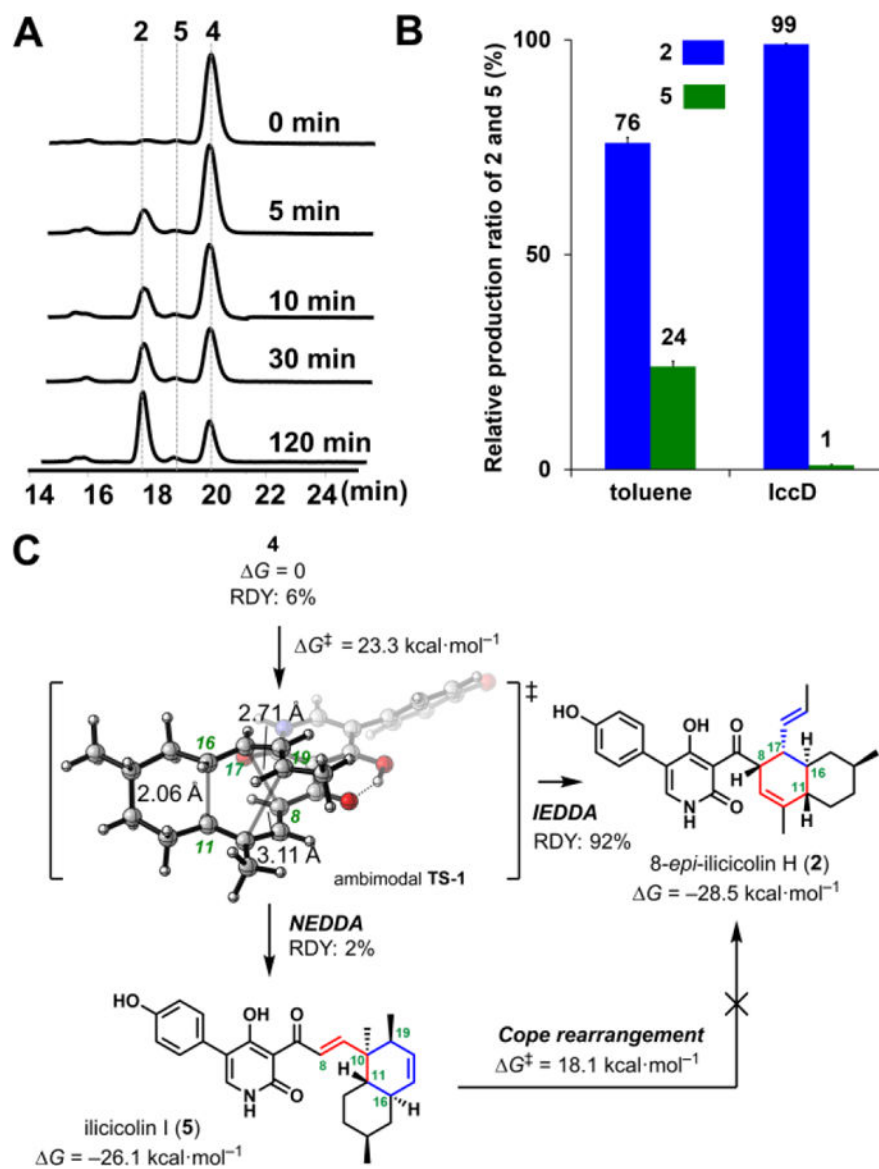 A
2 5 4
0 min
5 min
10 min
30 min
120 min
14 16 18 20 22 24 (min)
B
Relative production ratio of 2 and 5 (%)
100
50
0
2
5
76
24
99
1
toluene IccD
C
4
ΔG = 0
RDY: 6%
ΔG‡ = 23.3 kcal·mol⁻¹
‡
2.71 Å
16
17
19
2.06 Å
8
11
3.11 Å
ambimodal TS-1
IEDDA
RDY: 92%
HO
OH
O
8
17
16
11
H
H
H
N
H
O
8-epi-ilicicolin H (2)
ΔG = –28.5 kcal·mol⁻¹
NEDDA
RDY: 2%
HO
OH
O
8
10
19
11
16
H
H
N
H
O
ilicicolin I (5)
ΔG = –26.1 kcal·mol⁻¹
Cope rearrangement
ΔG‡ = 18.1 kcal·mol⁻¹